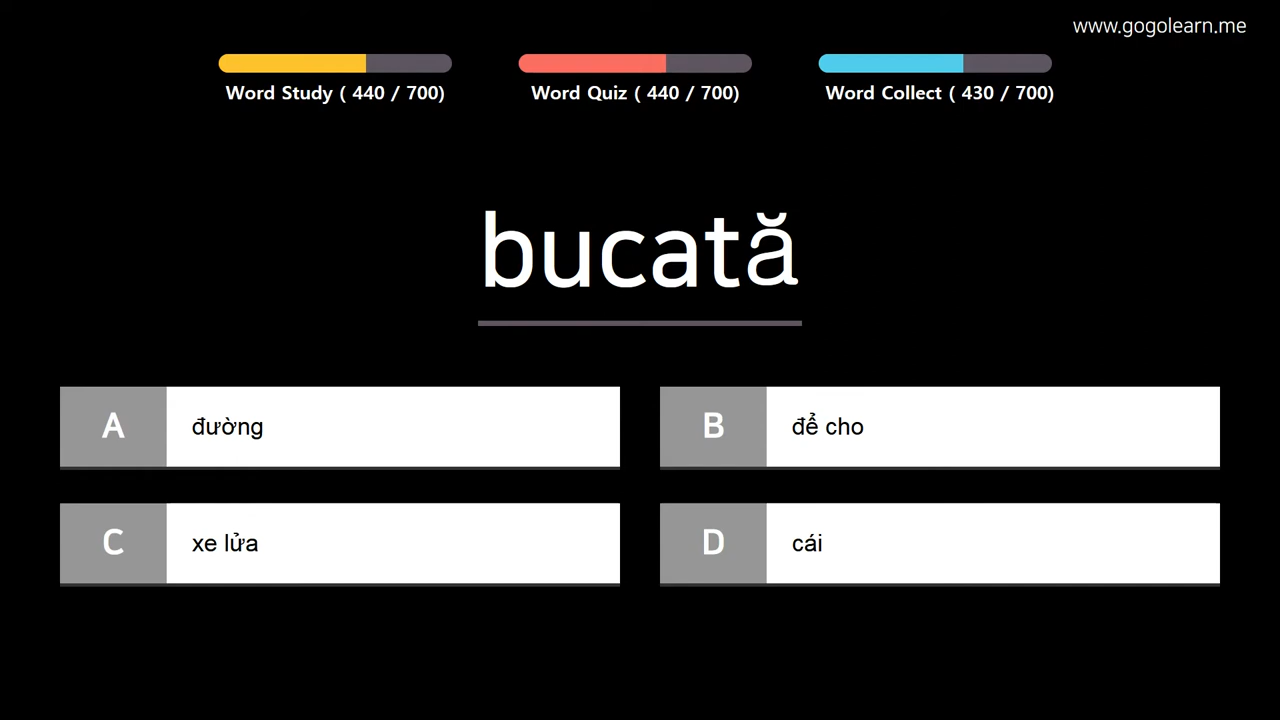 www.gogolearn.me
Word Study ( 440 / 700)
Word Quiz ( 440 / 700)
Word Collect ( 430 / 700)
bucată
A đường
B để cho
C xe lửa
D cái